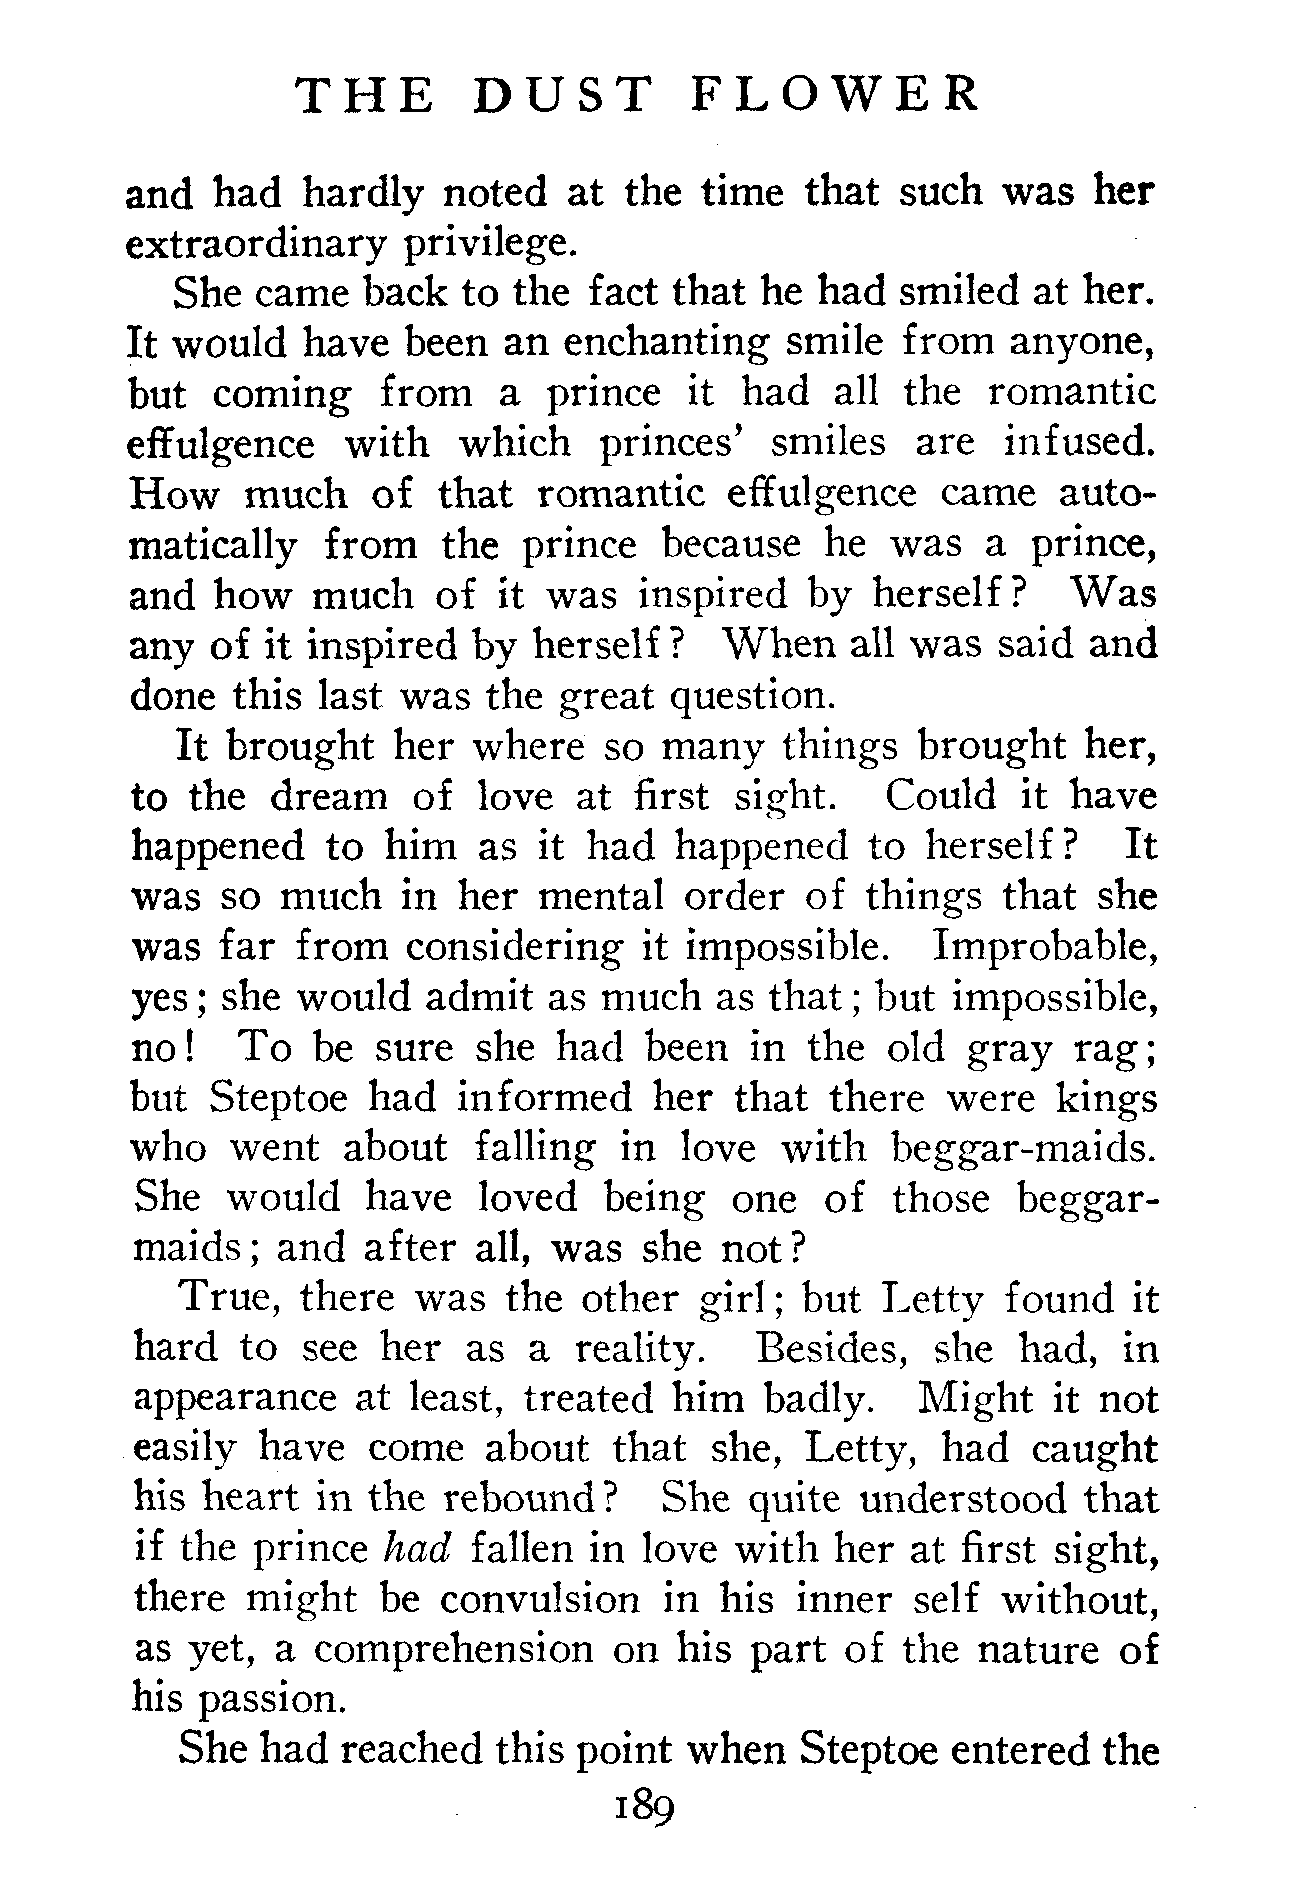 THE DUST FLOWER
and had hardly noted at the time that such was her
extraordinary privilege.
She came back to the fact that he had smiled at her.
It would have been an enchanting smile from anyone,
but coming from a prince it had all the romantic
effulgence with which princes' smiles are infused.
How much of that romantic effulgence came auto-
matically from the prince because he was a prince,
and how much of it was inspired by herself? Was
any of it inspired by herself? When all was said and
done this last was the great question.
It brought her where so many things brought her,
to the dream of love at first sight. Could it have
happened to him as it had happened to herself? It
was so much in her mental order of things that she
was far from considering it impossible. Improbable,
yes; she would admit as much as that; but impossible,
no! To be sure she had been in the old gray rag;
but Steptoe had informed her that there were kings
who went about falling in love with beggar-maids.
She would have loved being one of those beggar-
maids; and after all, was she not?
True, there was the other girl; but Letty found it
hard to see her as a reality. Besides, she had, in
appearance at least, treated him badly. Might it not
easily have come about that she, Letty, had caught
his heart in the rebound? She quite understood that
if the prince had fallen in love with her at first sight,
there might be convulsion in his inner self without,
as yet, a comprehension on his part of the nature of
his passion.
She had reached this point when Steptoe entered the
189